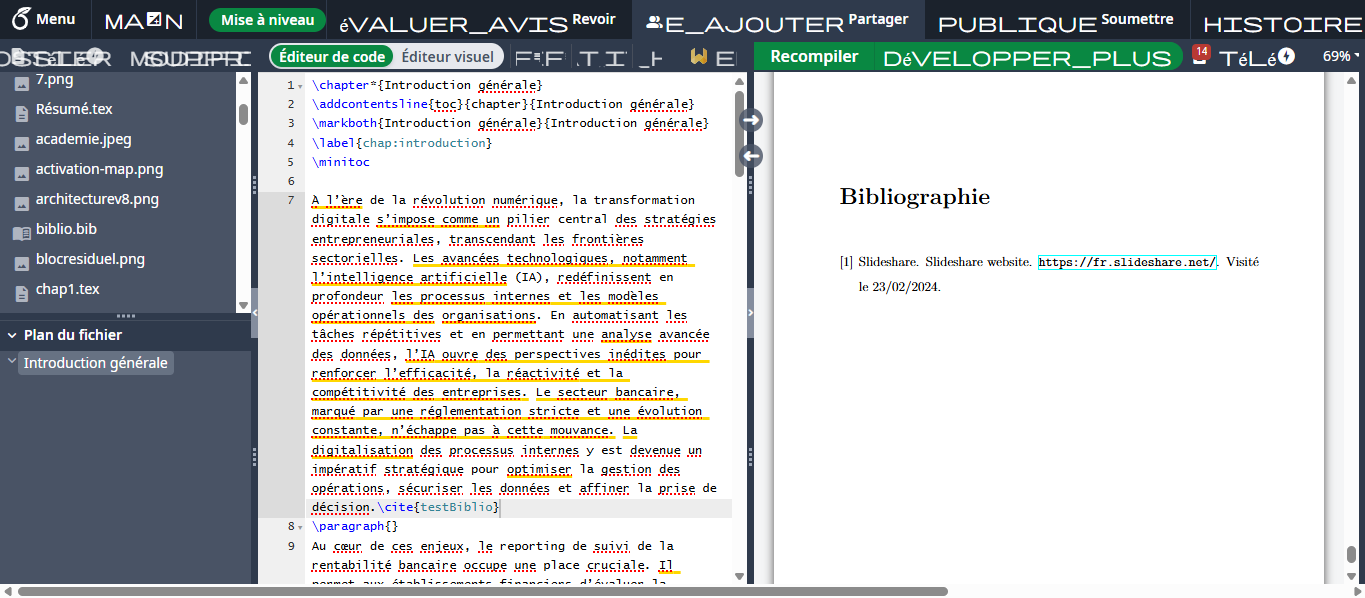 Menu
Mise à niveau
éVALUER_AVIS Revoir
E_AJOUTER Partager
PUBLIQUE Soumettre
HISTOIRE
Éditeur de code
Éditeur visuel
Recompiler
DéVELOPPER_PLUS
14
TéLé
69%
7.png
Résumé.tex
academie.jpeg
activation-map.png
architecturev8.png
biblio.bib
blocresiduel.png
chap1.tex
Plan du fichier
Introduction générale
1 \chapter*{Introduction générale}
2 \addcontentsline{toc}{chapter}{Introduction générale}
3 \markboth{Introduction générale}{Introduction générale}
4 \label{chap:introduction}
5 \minitoc
6
7 À l'ère de la révolution numérique, la transformation
digitale s'impose comme un pilier central des stratégies
entrepreneuriales, transcendant les frontières
sectorielles. Les avancées technologiques, notamment
l'intelligence artificielle (IA), redéfinissent en
profondeur les processus internes et les modèles
opérationnels des organisations. En automatisant les
tâches répétitives et en permettant une analyse avancée
des données, l'IA ouvre des perspectives inédites pour
renforcer l'efficacité, la réactivité et la
compétitivité des entreprises. Le secteur bancaire,
marqué par une réglementation stricte et une évolution
constante, n'échappe pas à cette mouvance. La
digitalisation des processus internes y est devenue un
impératif stratégique pour optimiser la gestion des
opérations, sécuriser les données et affiner la prise de
décision.\cite{testBiblio}
8 \paragraph{}
9 Au cœur de ces enjeux, le reporting de suivi de la
rentabilité bancaire occupe une place cruciale. Il
permet aux établissements financiers d'évaluer la
Bibliographie
[1] Slideshare. Slideshare website. https://fr.slideshare.net/. Visité
le 23/02/2024.